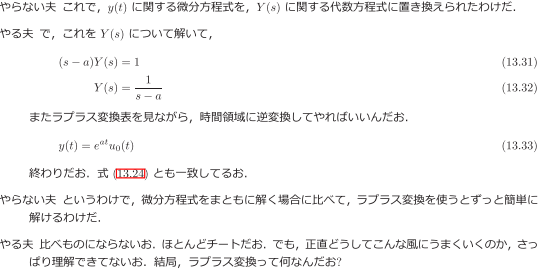 やらない夫 これで，y(t) に関する微分方程式を，Y(s) に関する代数方程式に置き換えられたわけだ．
やる夫 で，これを Y(s) について解いて，
(s − a)Y(s) = 1 (13.31)
Y(s) = 1/(s − a) (13.32)
またラプラス変換表を見ながら，時間領域に逆変換してやればいいんだお．
y(t) = e^{at}u_0(t) (13.33)
終わりだお．式 (13.24) とも一致してるお．
やらない夫 というわけで，微分方程式をまともに解く場合に比べて，ラプラス変換を使うとずっと簡単に
解けるわけだ．
やる夫 比べものにならないお．ほとんどチートだお．でも，正直どうしてこんな風にうまくいくのか，さっ
ぱり理解できてないお．結局，ラプラス変換って何なんだお?